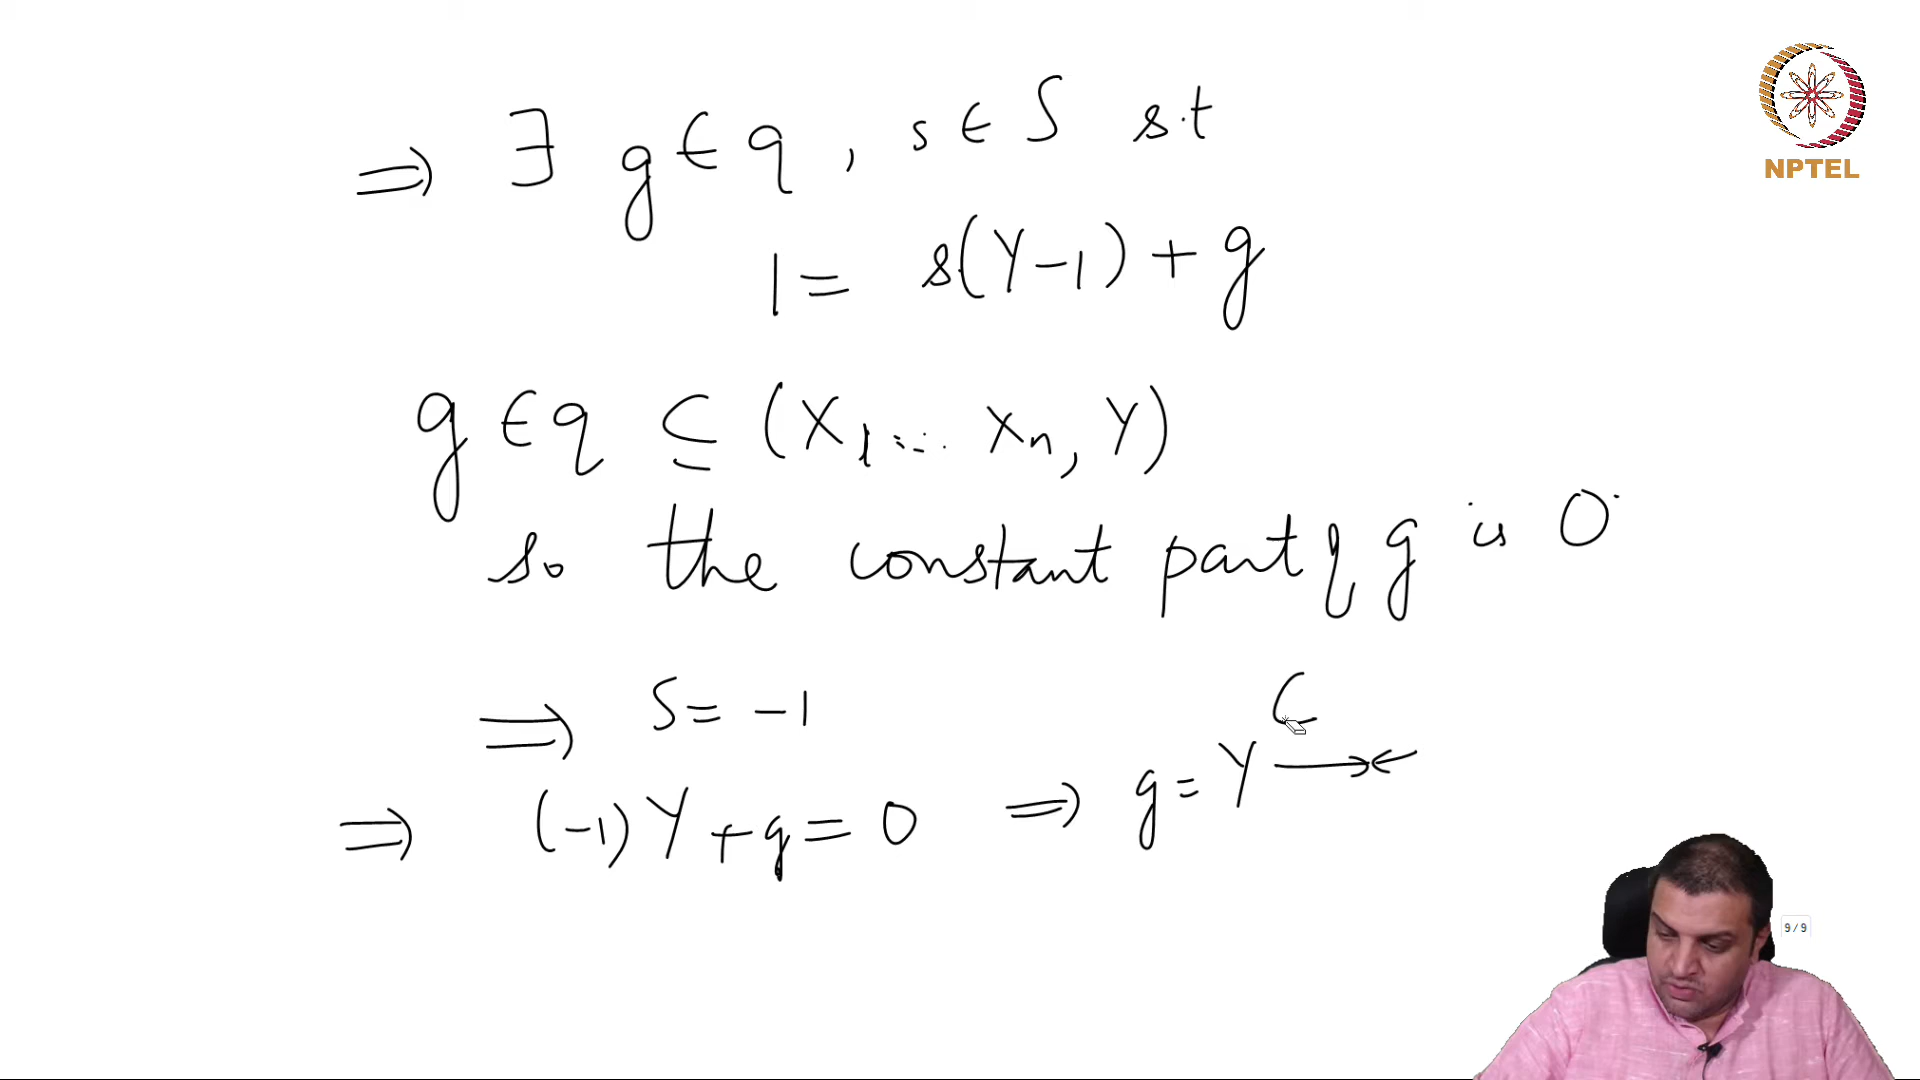 NPTEL
⇒ ∃ g ∈ q, s ∈ S s.t
1 = s(Y-1) + g
g ∈ q ⊆ (X₁... Xₙ, Y)
so the constant part of g is 0
⇒ S = -1
⇒ (-1)Y + g = 0 ⇒ g = Y →←
9/9